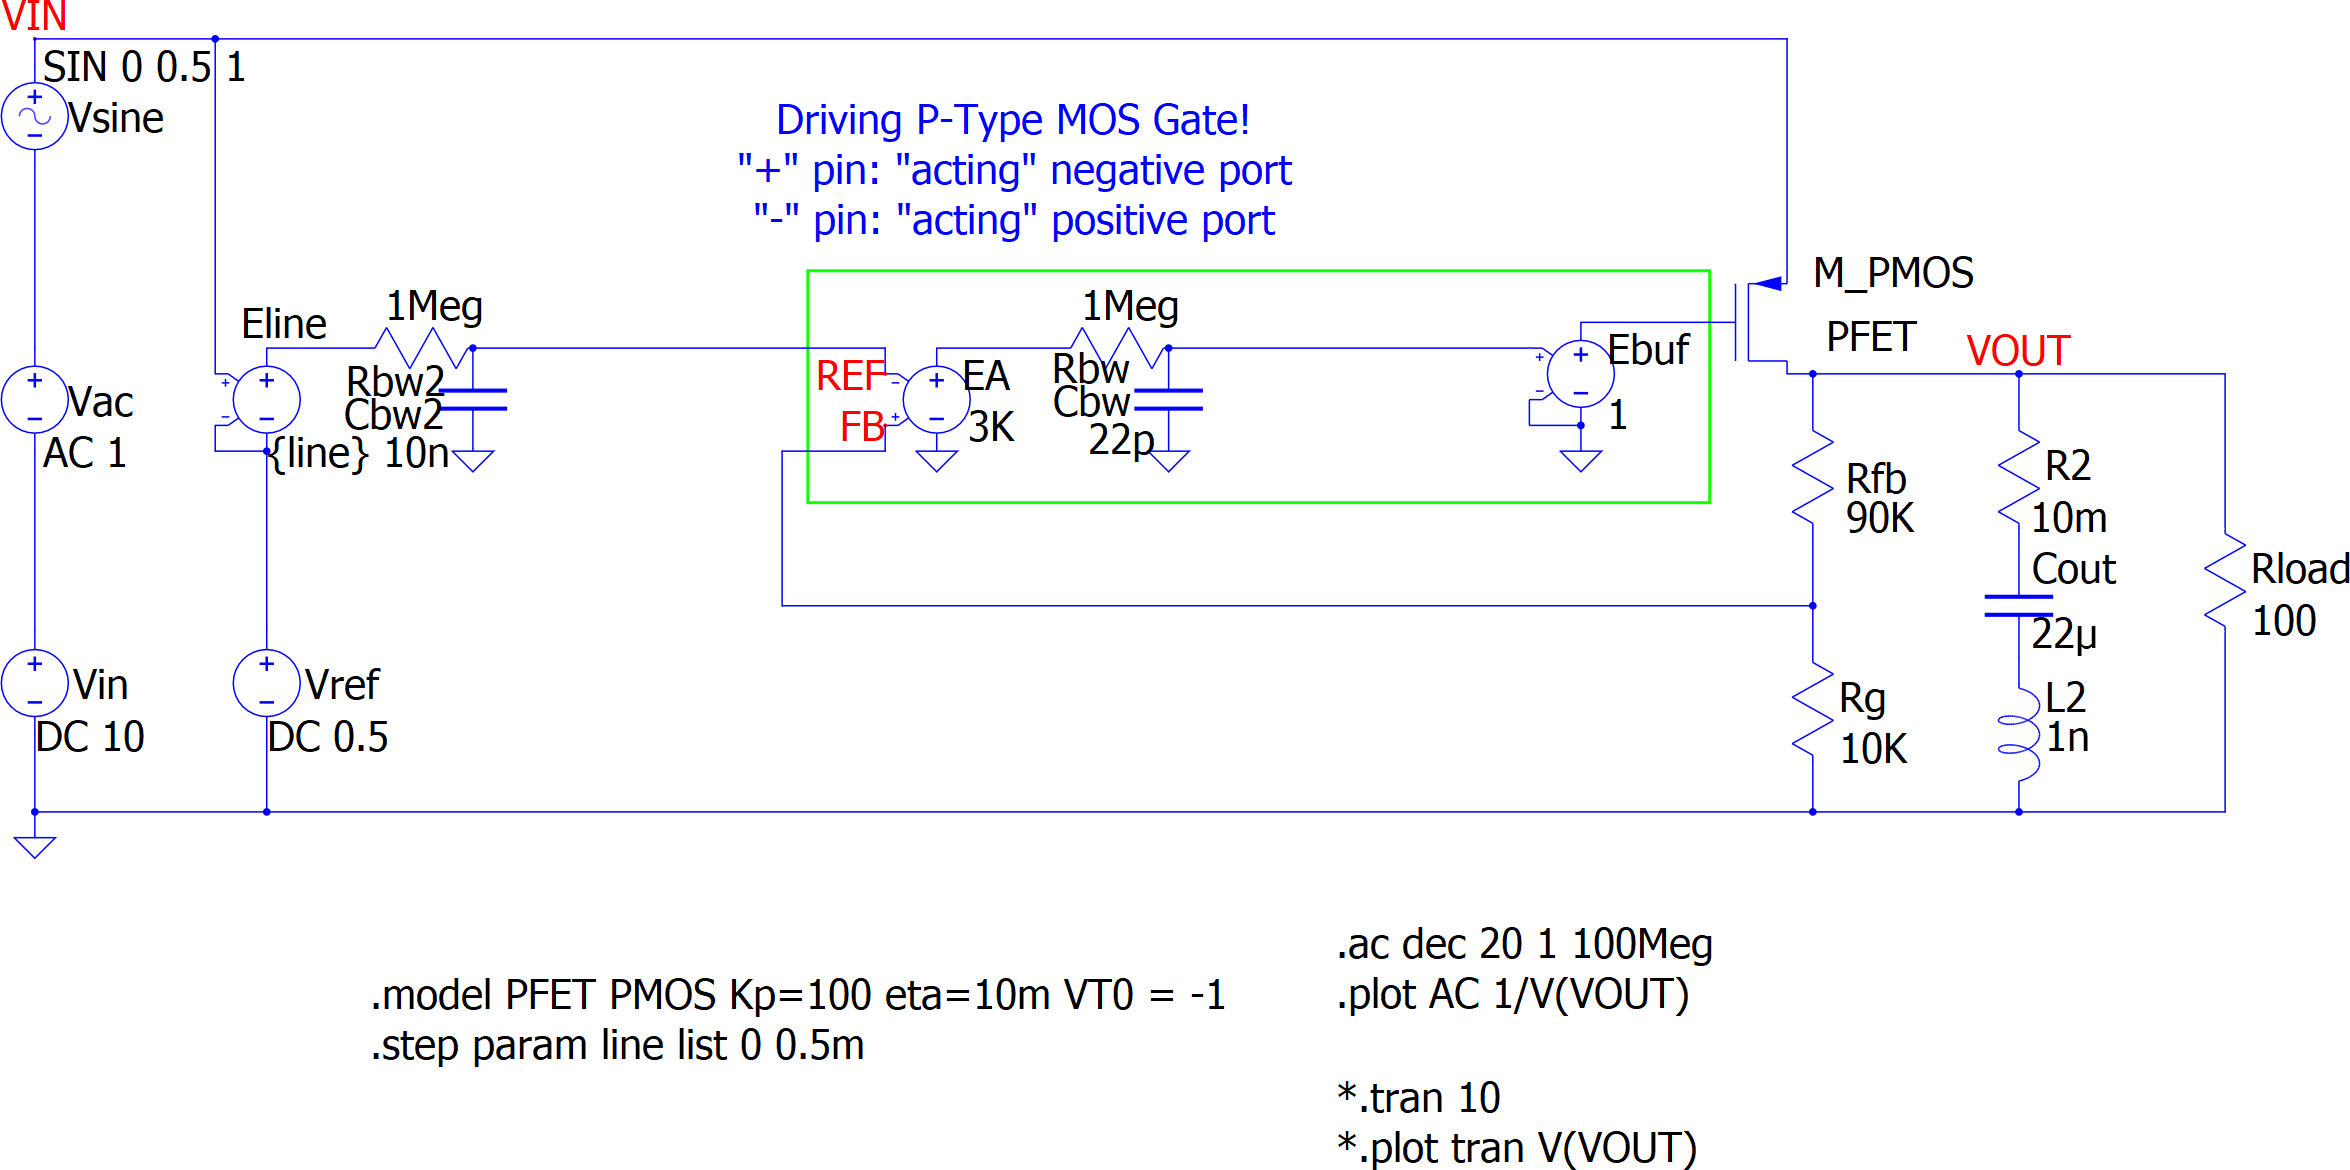 VIN
SIN 0 0.5 1
Vsine
Driving P-Type MOS Gate!
"+" pin: "acting" negative port
"-" pin: "acting" positive port
M_PMOS
PFET
VOUT
Eline
1Meg
Rbw2
Cbw2
{line}
10n
REF
FB
EA
3K
1Meg
Rbw
Cbw
22p
Ebuf
1
Vac
AC 1
Rfb
90K
R2
10m
Cout
22µ
Rload
100
Vin
DC 10
Vref
DC 0.5
Rg
10K
L2
1n
.model PFET PMOS Kp=100 eta=10m VT0 = -1
.step param line list 0 0.5m
.ac dec 20 1 100Meg
.plot AC 1/V(VOUT)
*.tran 10
*.plot tran V(VOUT)